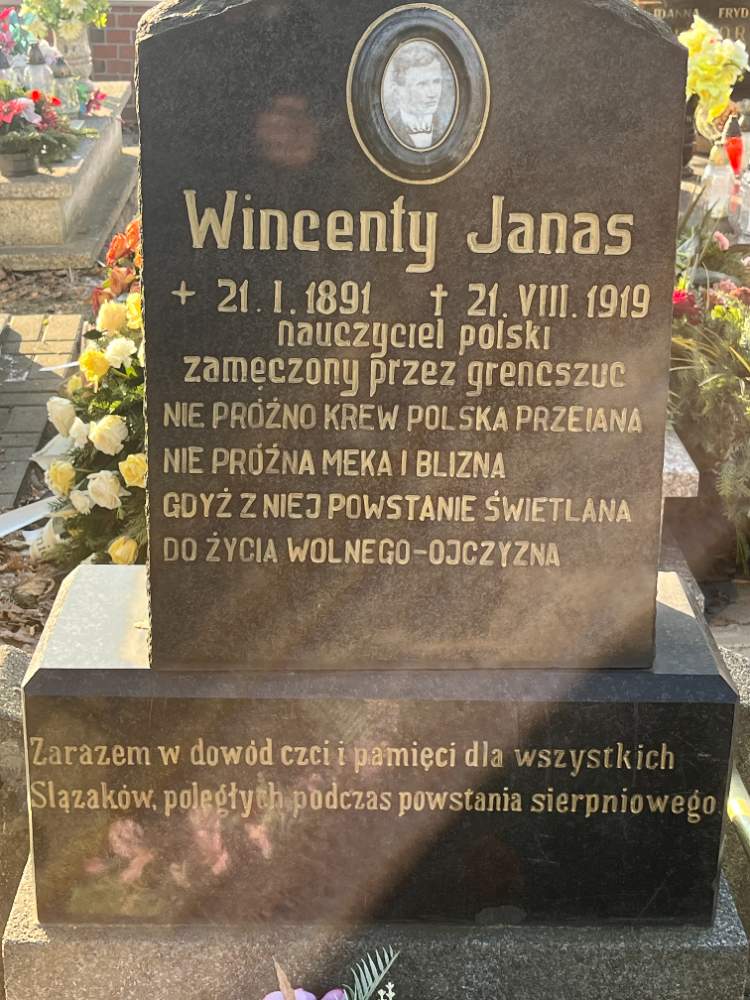 Wincenty Janas
+ 21. I. 1891 † 21. VIII. 1919
nauczyciel polski
zamęczony przez grencszuc
NIE PRÓŻNO KREW POLSKA PRZEIANA
NIE PRÓŻNA MEKA I BLIZNA
GDYŻ Z NIEJ POWSTANIE ŚWIETLANA
DO ŻYCIA WOLNEGO-OJCZYZNA
Zarazem w dowód czci i pamięci dla wszystkich
Slązaków, poległych podczas powstania sierpniowego